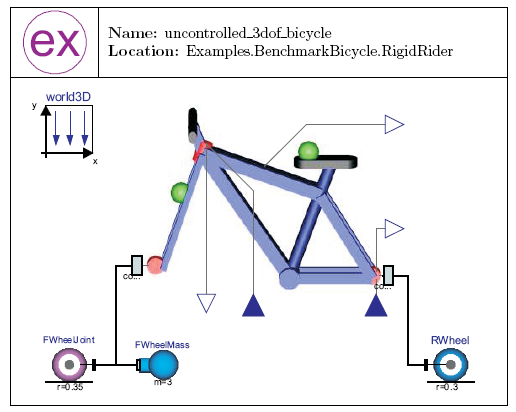 ex
Name: uncontrolled_3dof_bicycle
Location: Examples.BenchmarkBicycle.RigidRider
world3D
y
x
co...
co...
FWheelJoint
FWheelMass
RWheel
r=0.35
m=3
r=0.3